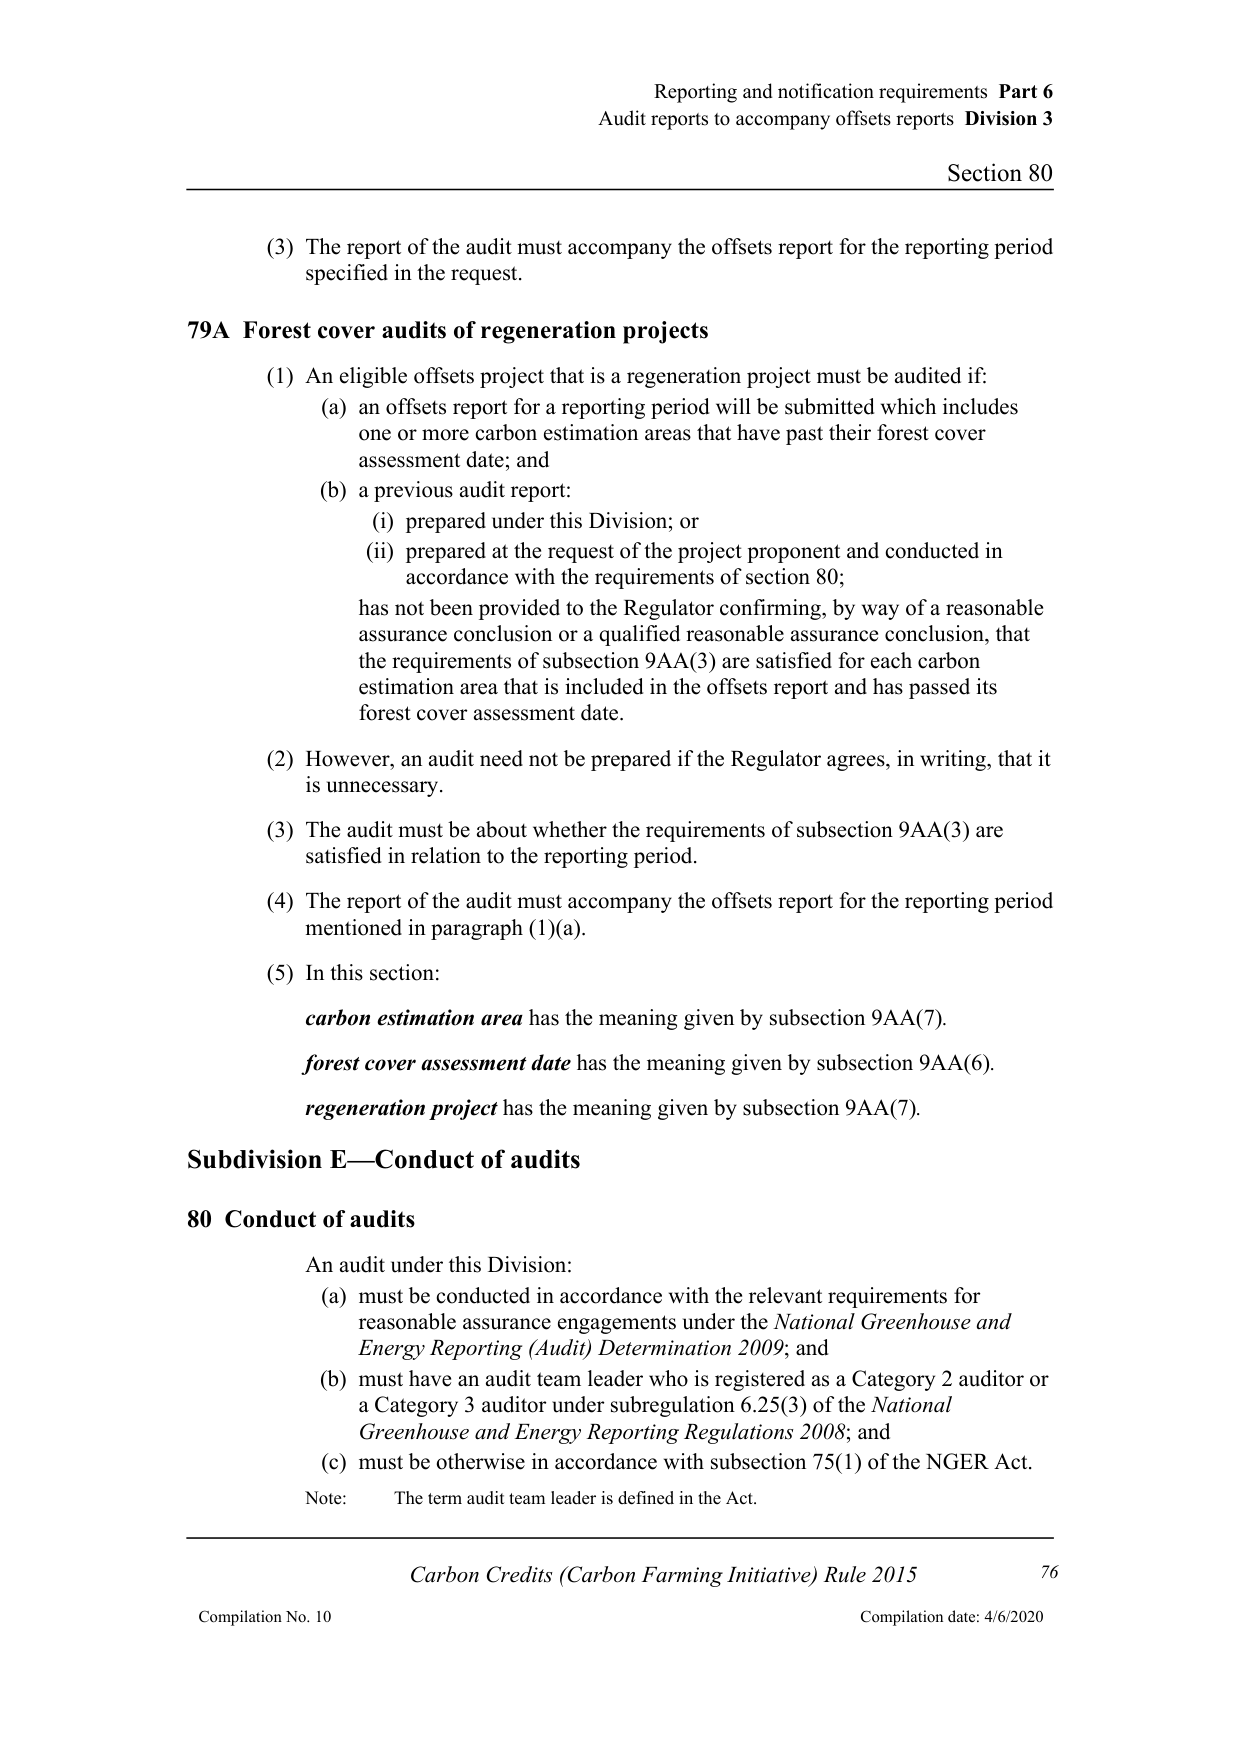 Reporting and notification requirements Part 6
Audit reports to accompany offsets reports Division 3
Section 80
(3) The report of the audit must accompany the offsets report for the reporting period
specified in the request.
79A Forest cover audits of regeneration projects
(1) An eligible offsets project that is a regeneration project must be audited if:
(a) an offsets report for a reporting period will be submitted which includes
one or more carbon estimation areas that have past their forest cover
assessment date; and
(b) a previous audit report:
(i) prepared under this Division; or
(ii) prepared at the request of the project proponent and conducted in
accordance with the requirements of section 80;
has not been provided to the Regulator confirming, by way of a reasonable
assurance conclusion or a qualified reasonable assurance conclusion, that
the requirements of subsection 9AA(3) are satisfied for each carbon
estimation area that is included in the offsets report and has passed its
forest cover assessment date.
(2) However, an audit need not be prepared if the Regulator agrees, in writing, that it
is unnecessary.
(3) The audit must be about whether the requirements of subsection 9AA(3) are
satisfied in relation to the reporting period.
(4) The report of the audit must accompany the offsets report for the reporting period
mentioned in paragraph (1)(a).
(5) In this section:
carbon estimation area has the meaning given by subsection 9AA(7).
forest cover assessment date has the meaning given by subsection 9AA(6).
regeneration project has the meaning given by subsection 9AA(7).
Subdivision E—Conduct of audits
80 Conduct of audits
An audit under this Division:
(a) must be conducted in accordance with the relevant requirements for
reasonable assurance engagements under the National Greenhouse and
Energy Reporting (Audit) Determination 2009; and
(b) must have an audit team leader who is registered as a Category 2 auditor or
a Category 3 auditor under subregulation 6.25(3) of the National
Greenhouse and Energy Reporting Regulations 2008; and
(c) must be otherwise in accordance with subsection 75(1) of the NGER Act.
Note: The term audit team leader is defined in the Act.
Carbon Credits (Carbon Farming Initiative) Rule 2015 76
Compilation No. 10 Compilation date: 4/6/2020